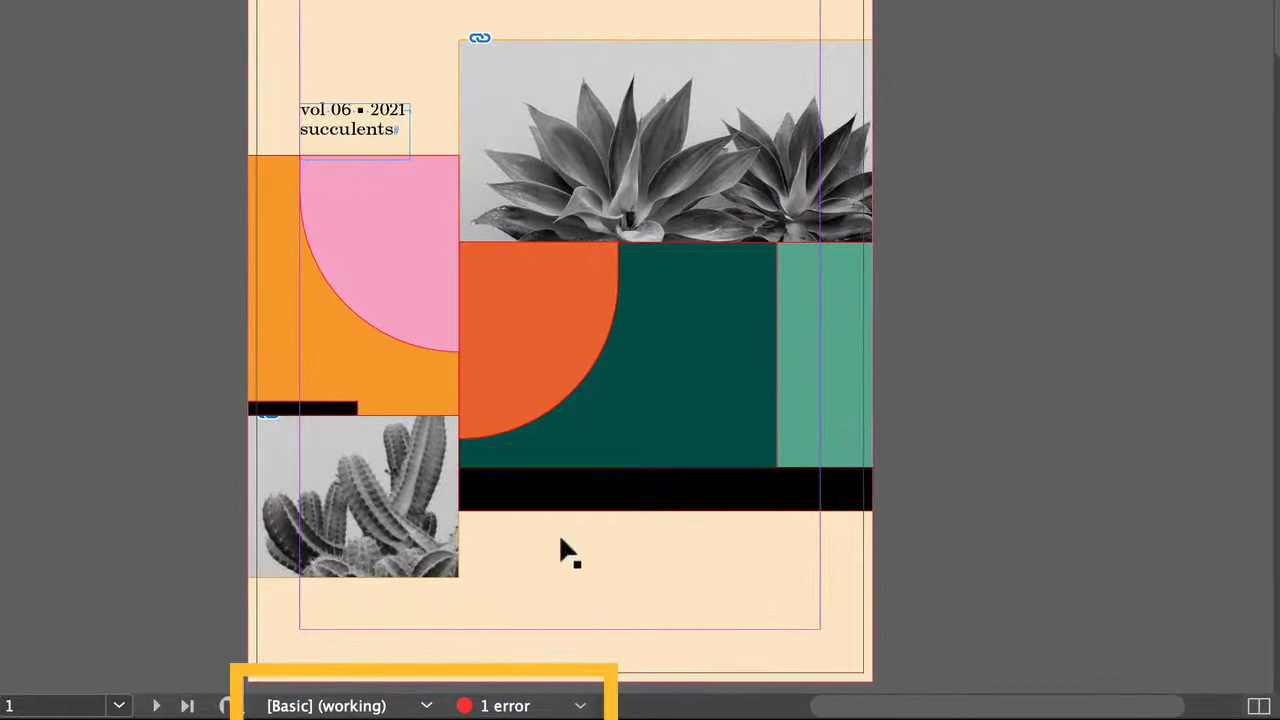 vol 06 ▪ 2021
succulents#
1
[Basic] (working)
1 error